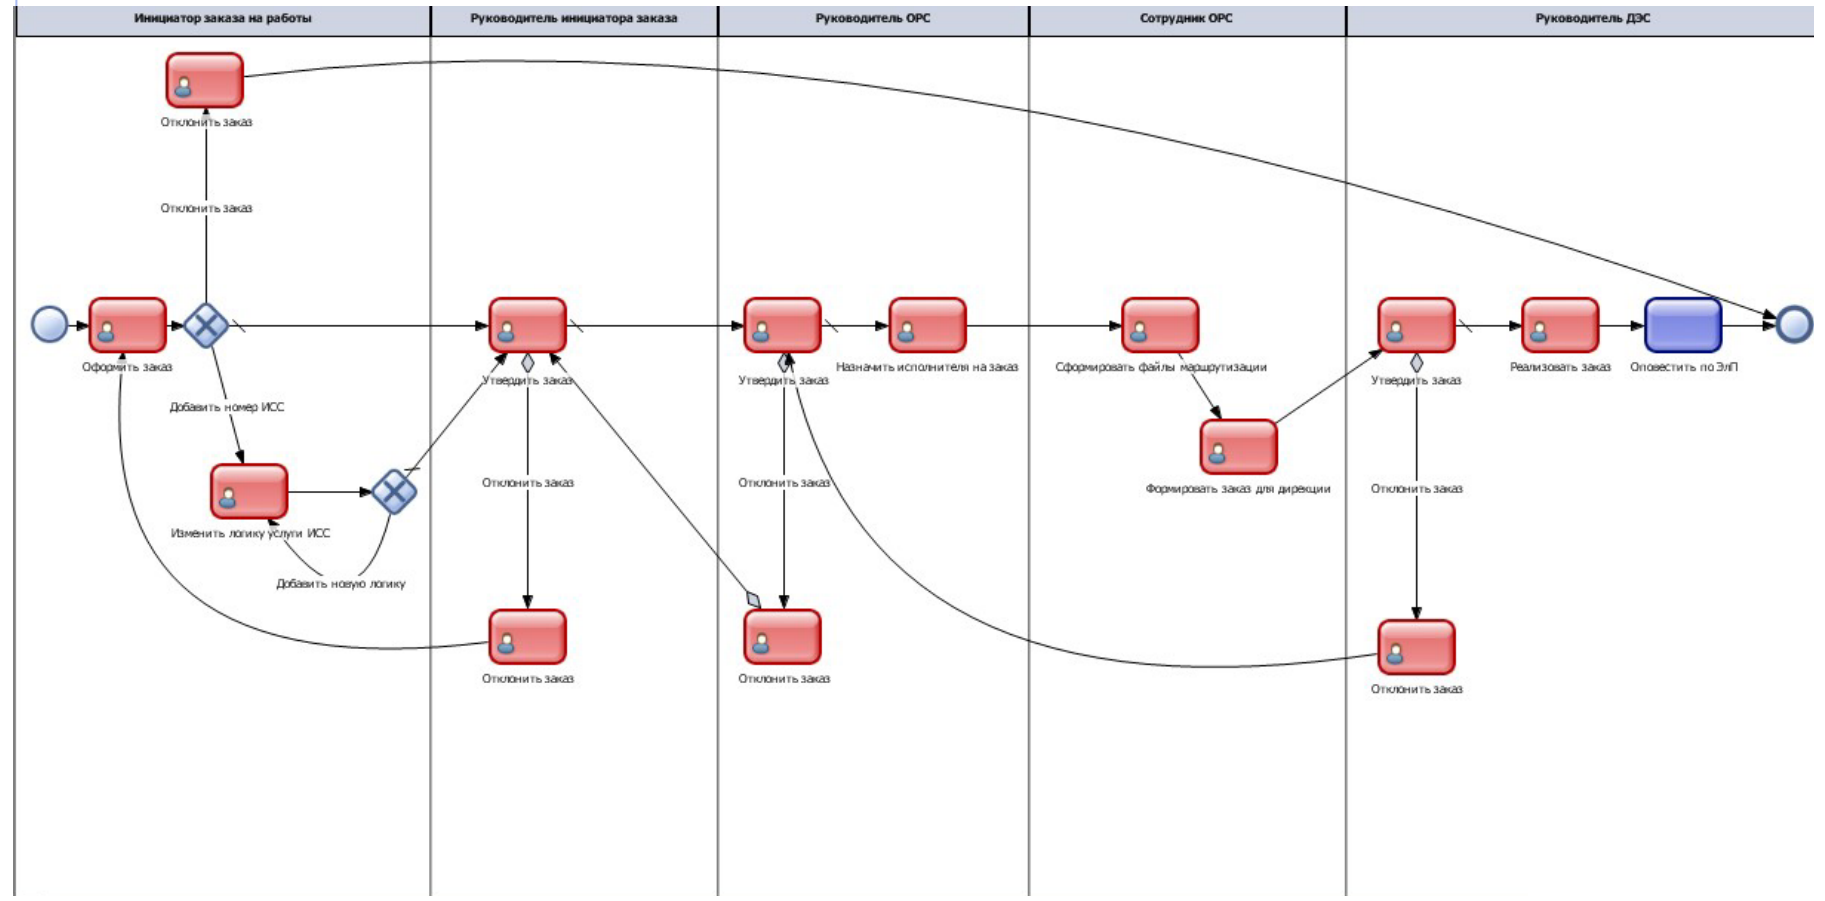 Инициатор заказа на работы
Руководитель инициатора заказа
Руководитель ОРС
Сотрудник ОРС
Руководитель ДЭС
Отклонить заказ
Отклонить заказ
Оформить заказ
Утвердить заказ
Утвердить заказ
Назначить исполнителя на заказ
Сформировать файлы маршрутизации
Утвердить заказ
Реализовать заказ
Оповестить по ЭлП
Добавить номер ИСС
Отклонить заказ
Отклонить заказ
Формировать заказ для дирекции
Отклонить заказ
Изменить логику услуги ИСС
Добавить новую логику
Отклонить заказ
Отклонить заказ
Отклонить заказ